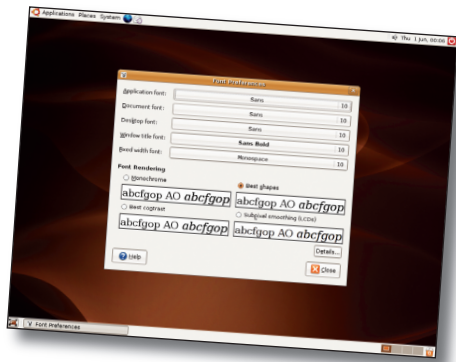 Applications Places System
Thu 1 Jun, 00:06
Font Preferences
Application font: Sans 10
Document font: Sans 10
Desktop font: Sans 10
Window title font: Sans Bold 10
Fixed width font: Monospace 10
Font Rendering
Monochrome
Best shapes
abcfgop AO abcfgop
abcfgop AO abcfgop
Best contrast
Subpixel smoothing (LCDs)
abcfgop AO abcfgop
abcfgop AO abcfgop
Details...
Help
Close
Font Preferences